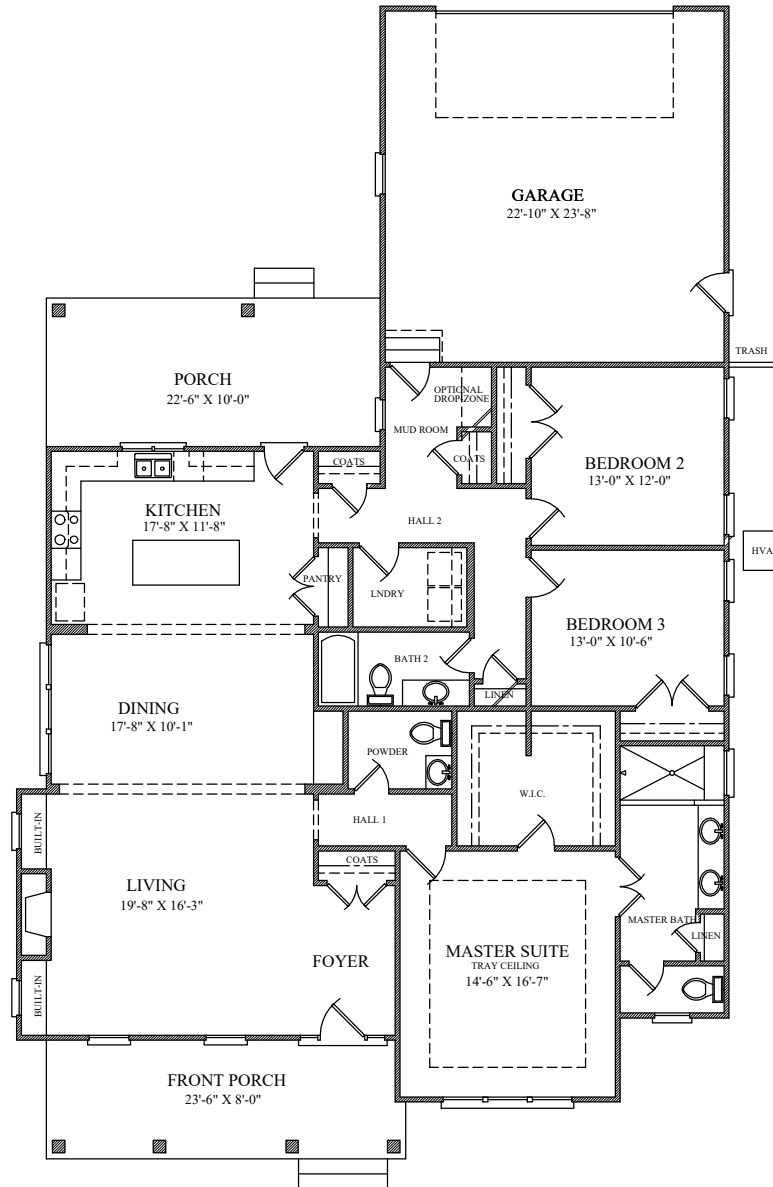 GARAGE
22'-10" X 23'-8"
TRASH
PORCH
22'-6" X 10'-0"
OPTIONAL
DROP ZONE
MUD ROOM
COATS
COATS
BEDROOM 2
13'-0" X 12'-0"
KITCHEN
17'-8" X 11'-8"
HALL 2
HVA
PANTRY
LNDRY
BEDROOM 3
13'-0" X 10'-6"
BATH 2
LINEN
DINING
17'-8" X 10'-1"
POWDER
W.I.C.
HALL 1
BUILT-IN
COATS
LIVING
19'-8" X 16'-3"
MASTER BATH
LINEN
FOYER
MASTER SUITE
TRAY CEILING
14'-6" X 16'-7"
BUILT-IN
FRONT PORCH
23'-6" X 8'-0"